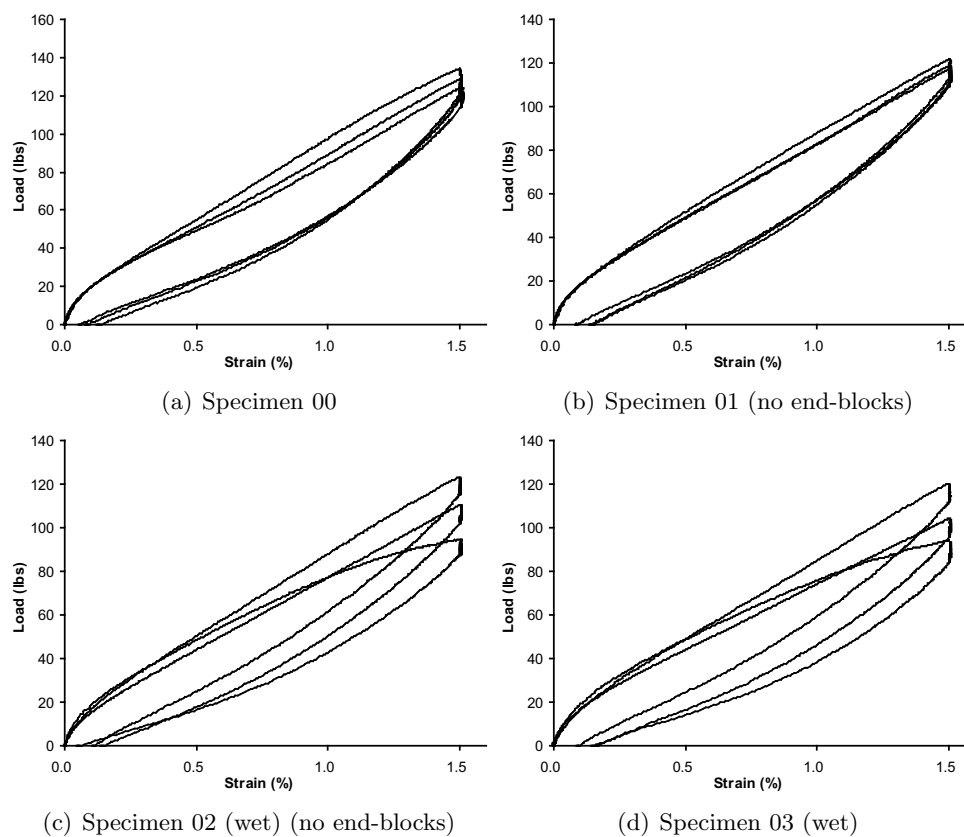 160
140
120
100
80
60
40
20
0
Load (lbs)
0.0 0.5 1.0 1.5
Strain (%)
(a) Specimen 00
140
120
100
80
60
40
20
0
Load (lbs)
0.0 0.5 1.0 1.5
Strain (%)
(b) Specimen 01 (no end-blocks)
140
120
100
80
60
40
20
0
Load (lbs)
0.0 0.5 1.0 1.5
Strain (%)
(c) Specimen 02 (wet) (no end-blocks)
140
120
100
80
60
40
20
0
Load (lbs)
0.0 0.5 1.0 1.5
Strain (%)
(d) Specimen 03 (wet)